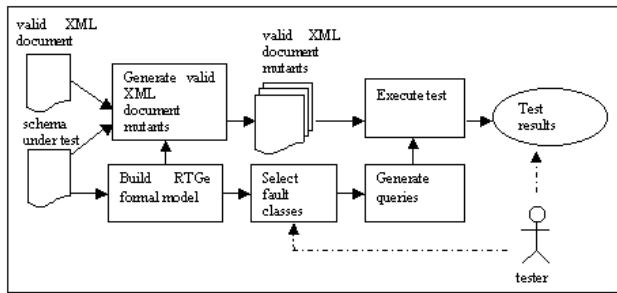 valid XML
document
Generate valid
XML
document
mutants
valid XML
document
mutants
Execute test
Test
results
schema
under test
Build RTGe
formal model
Select
fault
classes
Generate
queries
tester